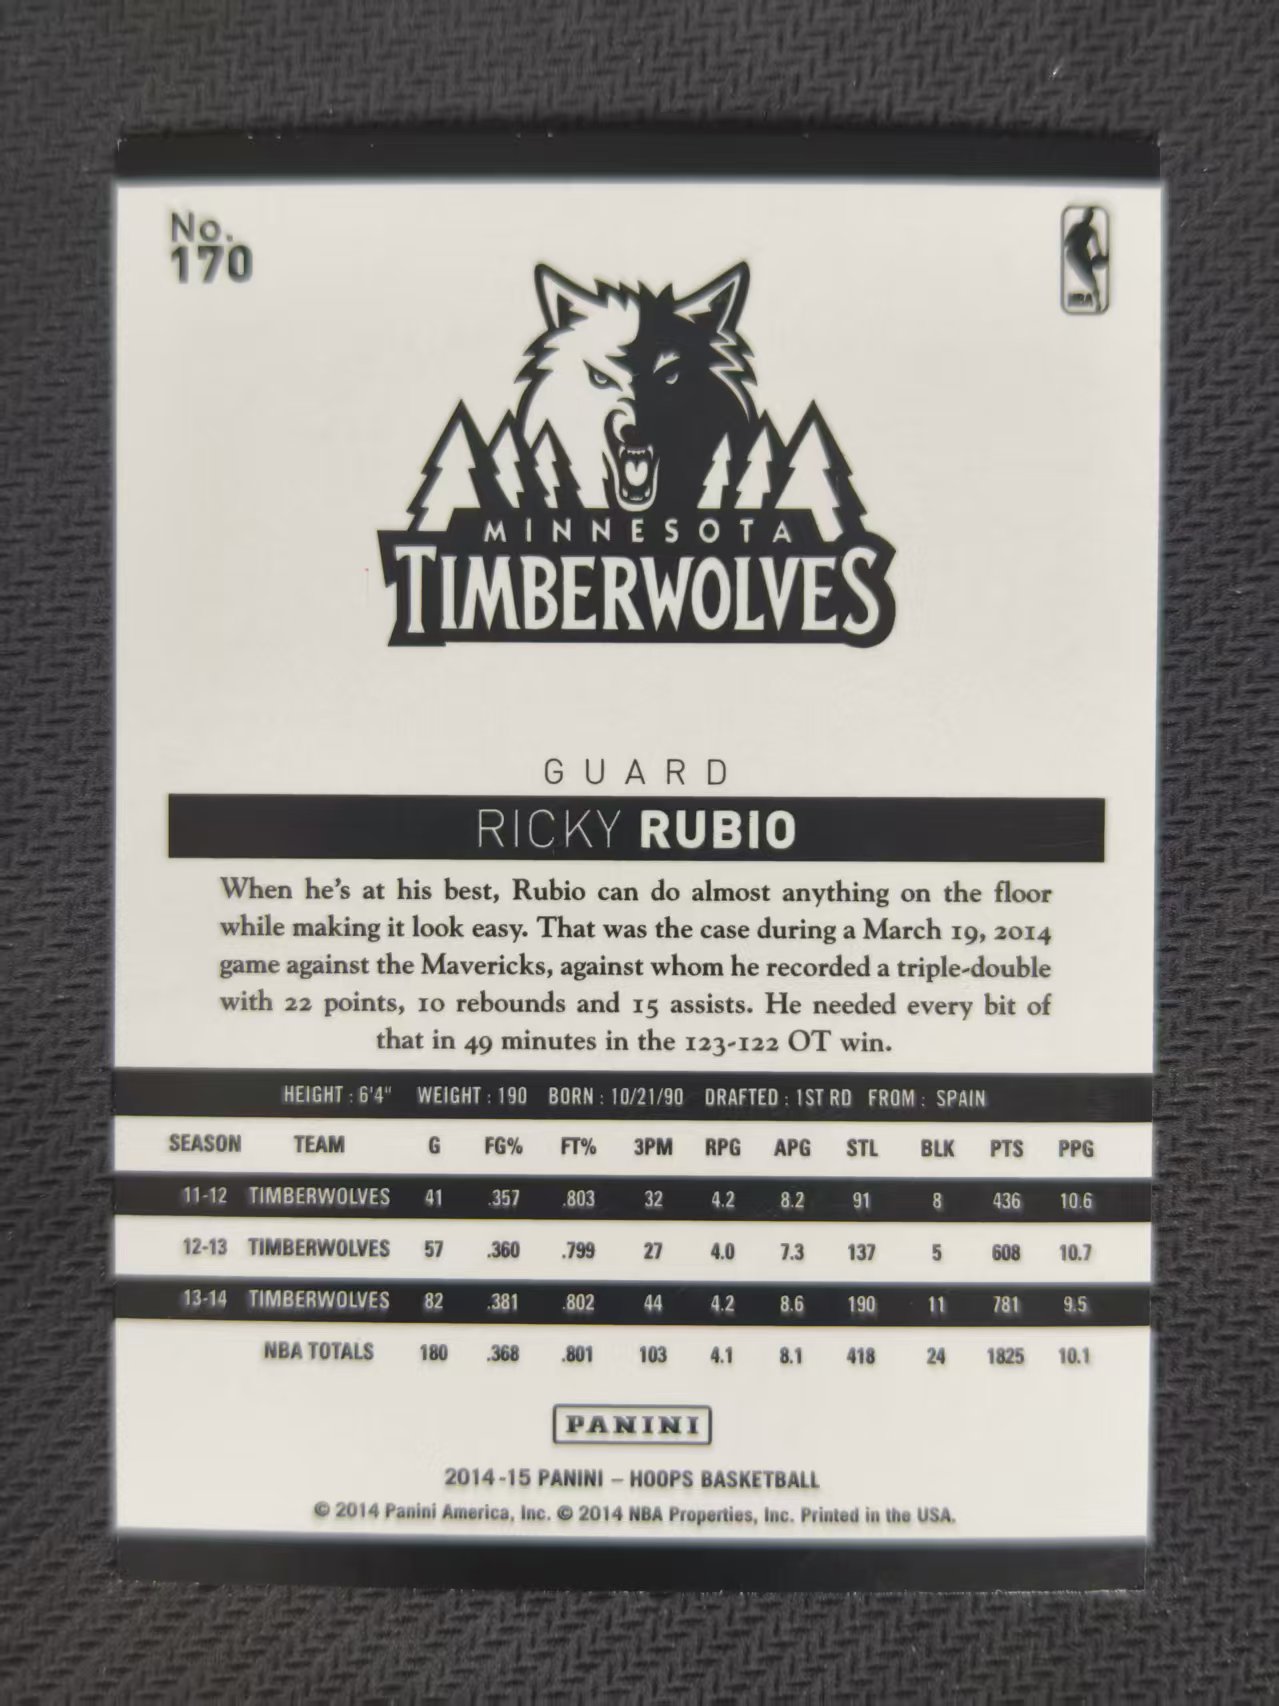 No.
170
NBA
MINNESOTA
TIMBERWOLVES
GUARD
RICKY RUBIO
When he's at his best, Rubio can do almost anything on the floor
while making it look easy. That was the case during a March 19, 2014
game against the Mavericks, against whom he recorded a triple-double
with 22 points, 10 rebounds and 15 assists. He needed every bit of
that in 49 minutes in the 123-122 OT win.
HEIGHT : 6'4" WEIGHT : 190 BORN : 10/21/90 DRAFTED : 1ST RD FROM : SPAIN
SEASON TEAM G FG% FT% 3PM RPG APG STL BLK PTS PPG
11-12 TIMBERWOLVES 41 .357 .803 32 4.2 8.2 91 8 436 10.6
12-13 TIMBERWOLVES 57 .360 .799 27 4.0 7.3 137 5 608 10.7
13-14 TIMBERWOLVES 82 .381 .802 44 4.2 8.6 190 11 781 9.5
NBA TOTALS 180 .368 .801 103 4.1 8.1 418 24 1825 10.1
PANINI
2014-15 PANINI – HOOPS BASKETBALL
© 2014 Panini America, Inc. © 2014 NBA Properties, Inc. Printed in the USA.